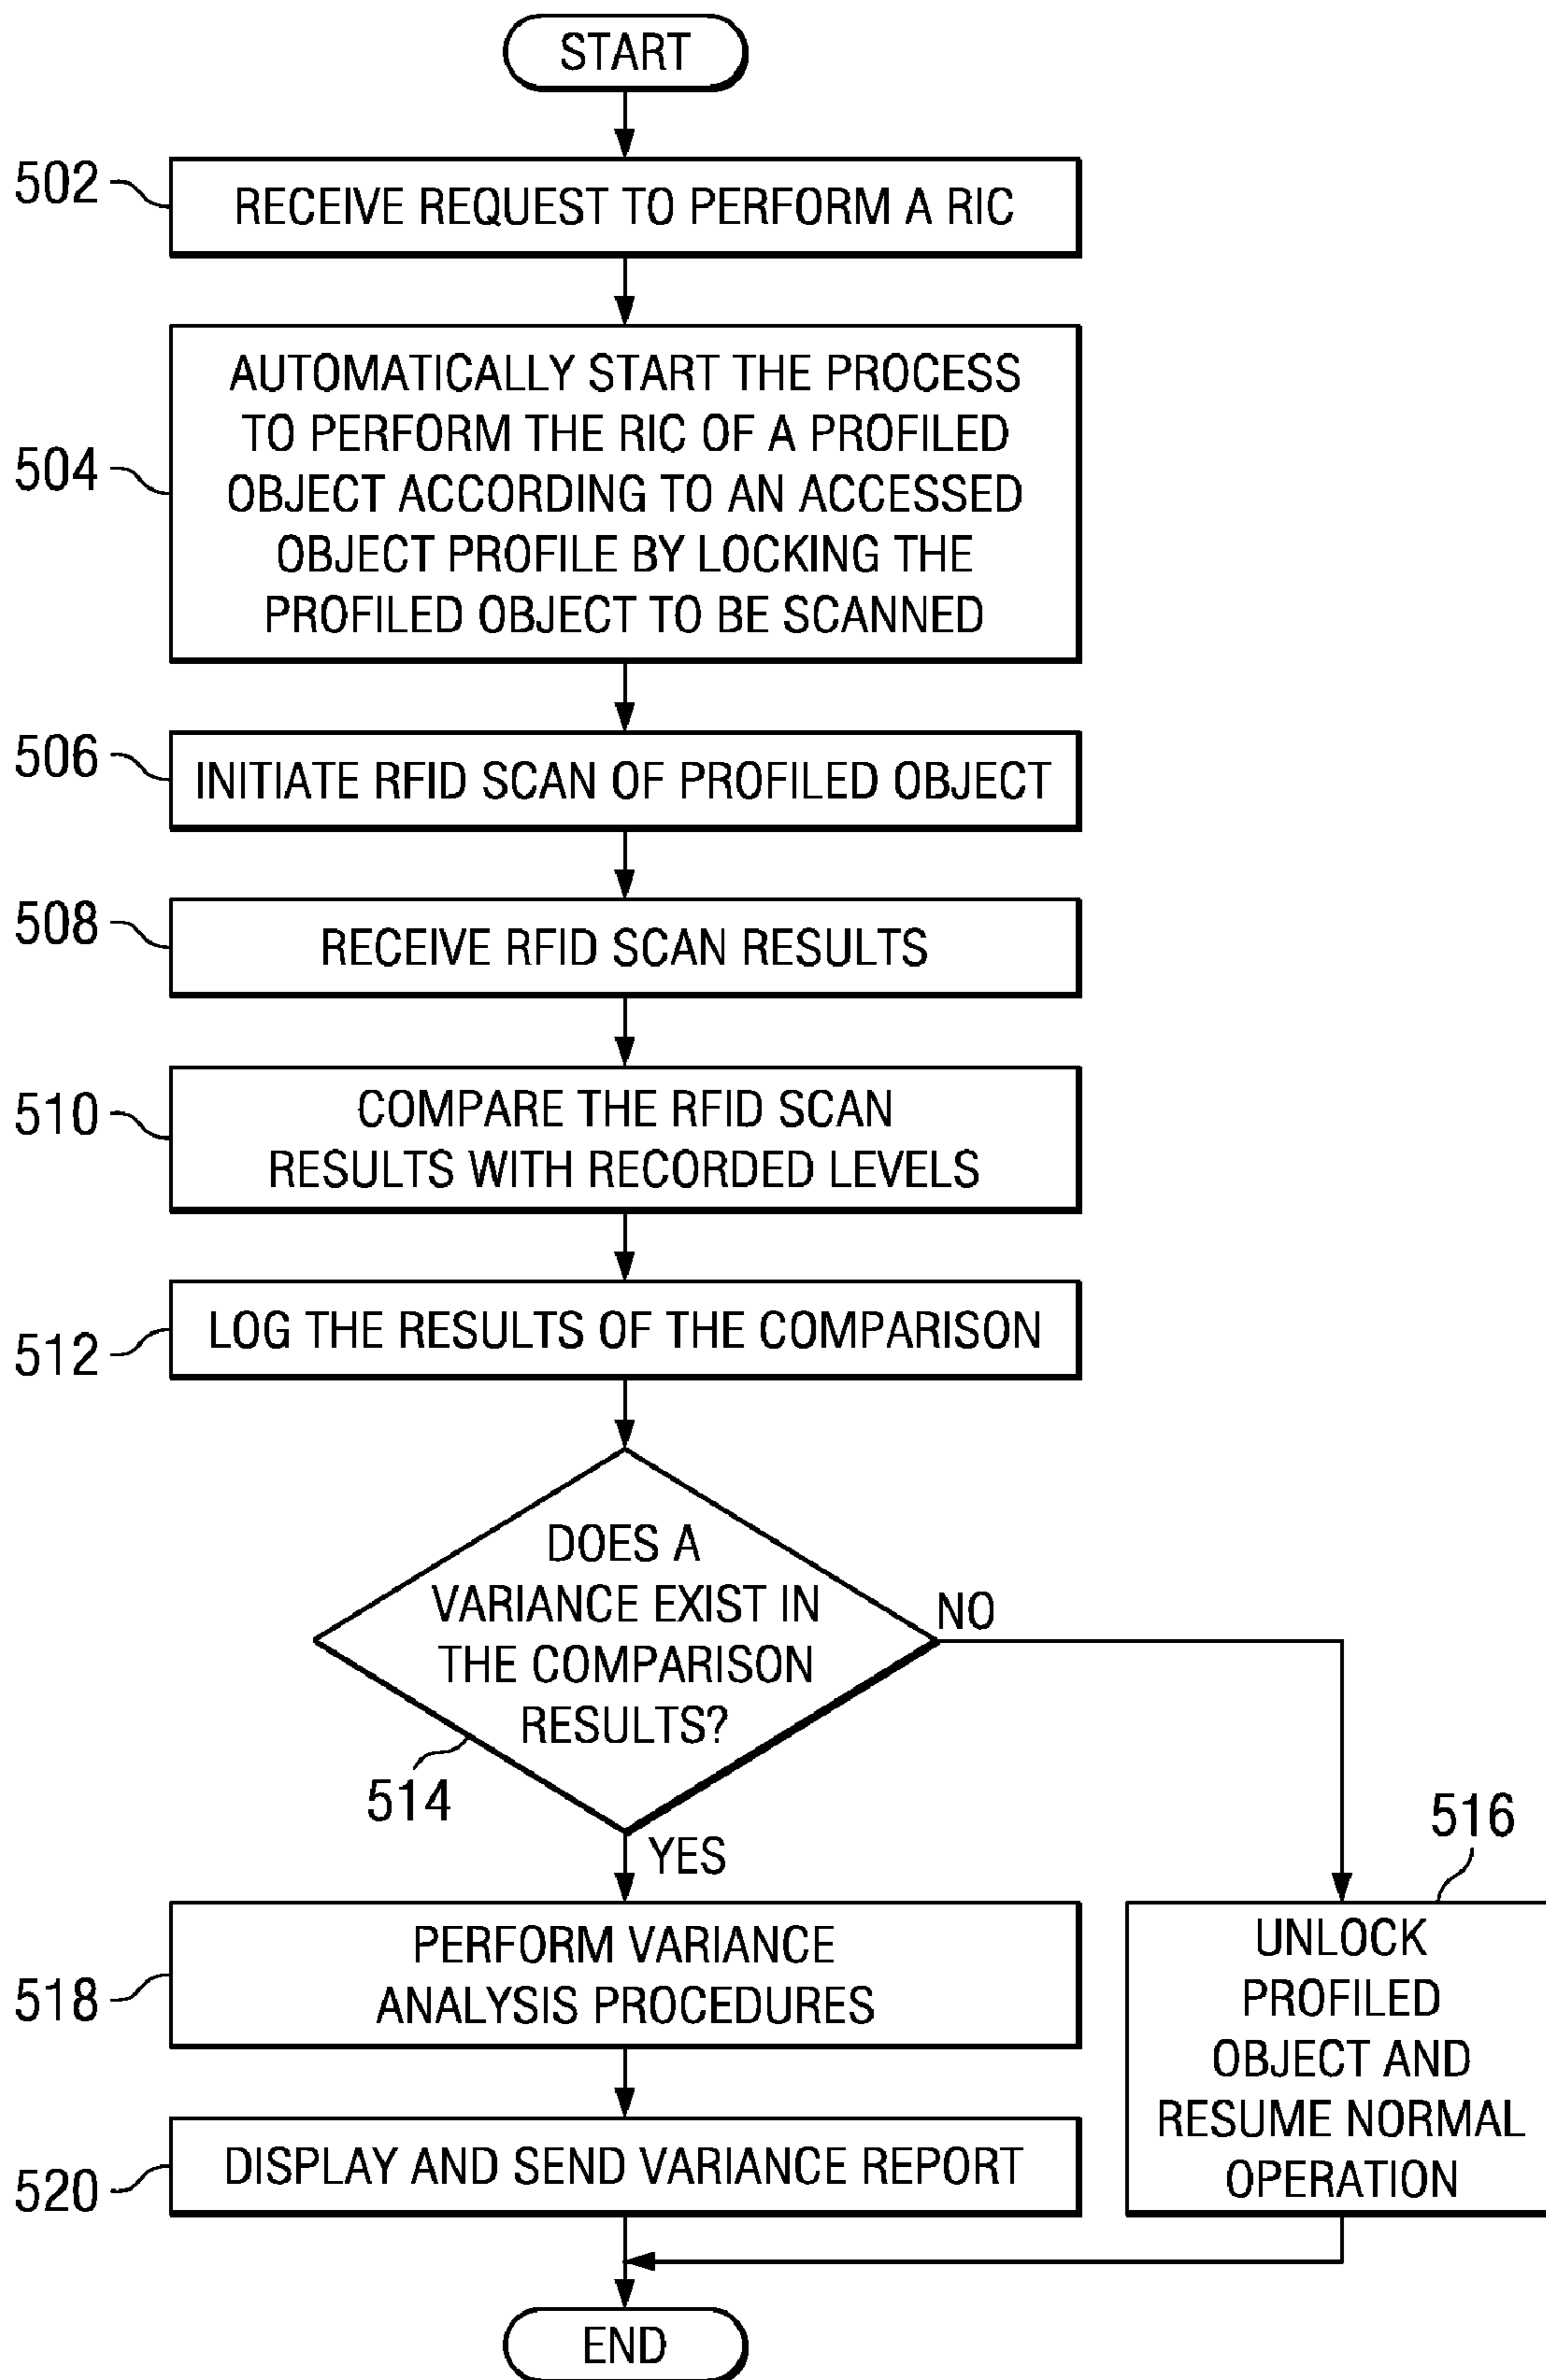 START
502
RECEIVE REQUEST TO PERFORM A RIC
504
AUTOMATICALLY START THE PROCESS
TO PERFORM THE RIC OF A PROFILED
OBJECT ACCORDING TO AN ACCESSED
OBJECT PROFILE BY LOCKING THE
PROFILED OBJECT TO BE SCANNED
506
INITIATE RFID SCAN OF PROFILED OBJECT
508
RECEIVE RFID SCAN RESULTS
510
COMPARE THE RFID SCAN
RESULTS WITH RECORDED LEVELS
512
LOG THE RESULTS OF THE COMPARISON
DOES A
VARIANCE EXIST IN
THE COMPARISON
RESULTS?
514
NO
YES
516
UNLOCK
PROFILED
OBJECT AND
RESUME NORMAL
OPERATION
518
PERFORM VARIANCE
ANALYSIS PROCEDURES
520
DISPLAY AND SEND VARIANCE REPORT
END